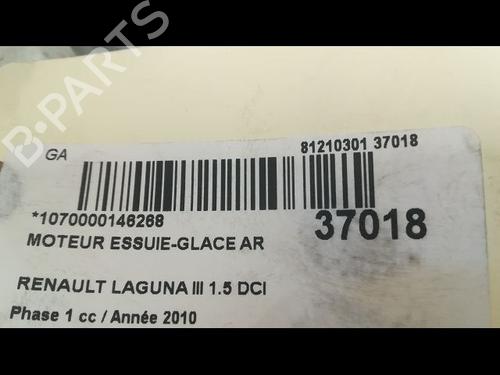 B-PARTS
GA
81210301 37018
*1070000146268
37018
MOTEUR ESSUIE-GLACE AR
RENAULT LAGUNA III 1.5 DCI
Phase 1 cc / Année 2010